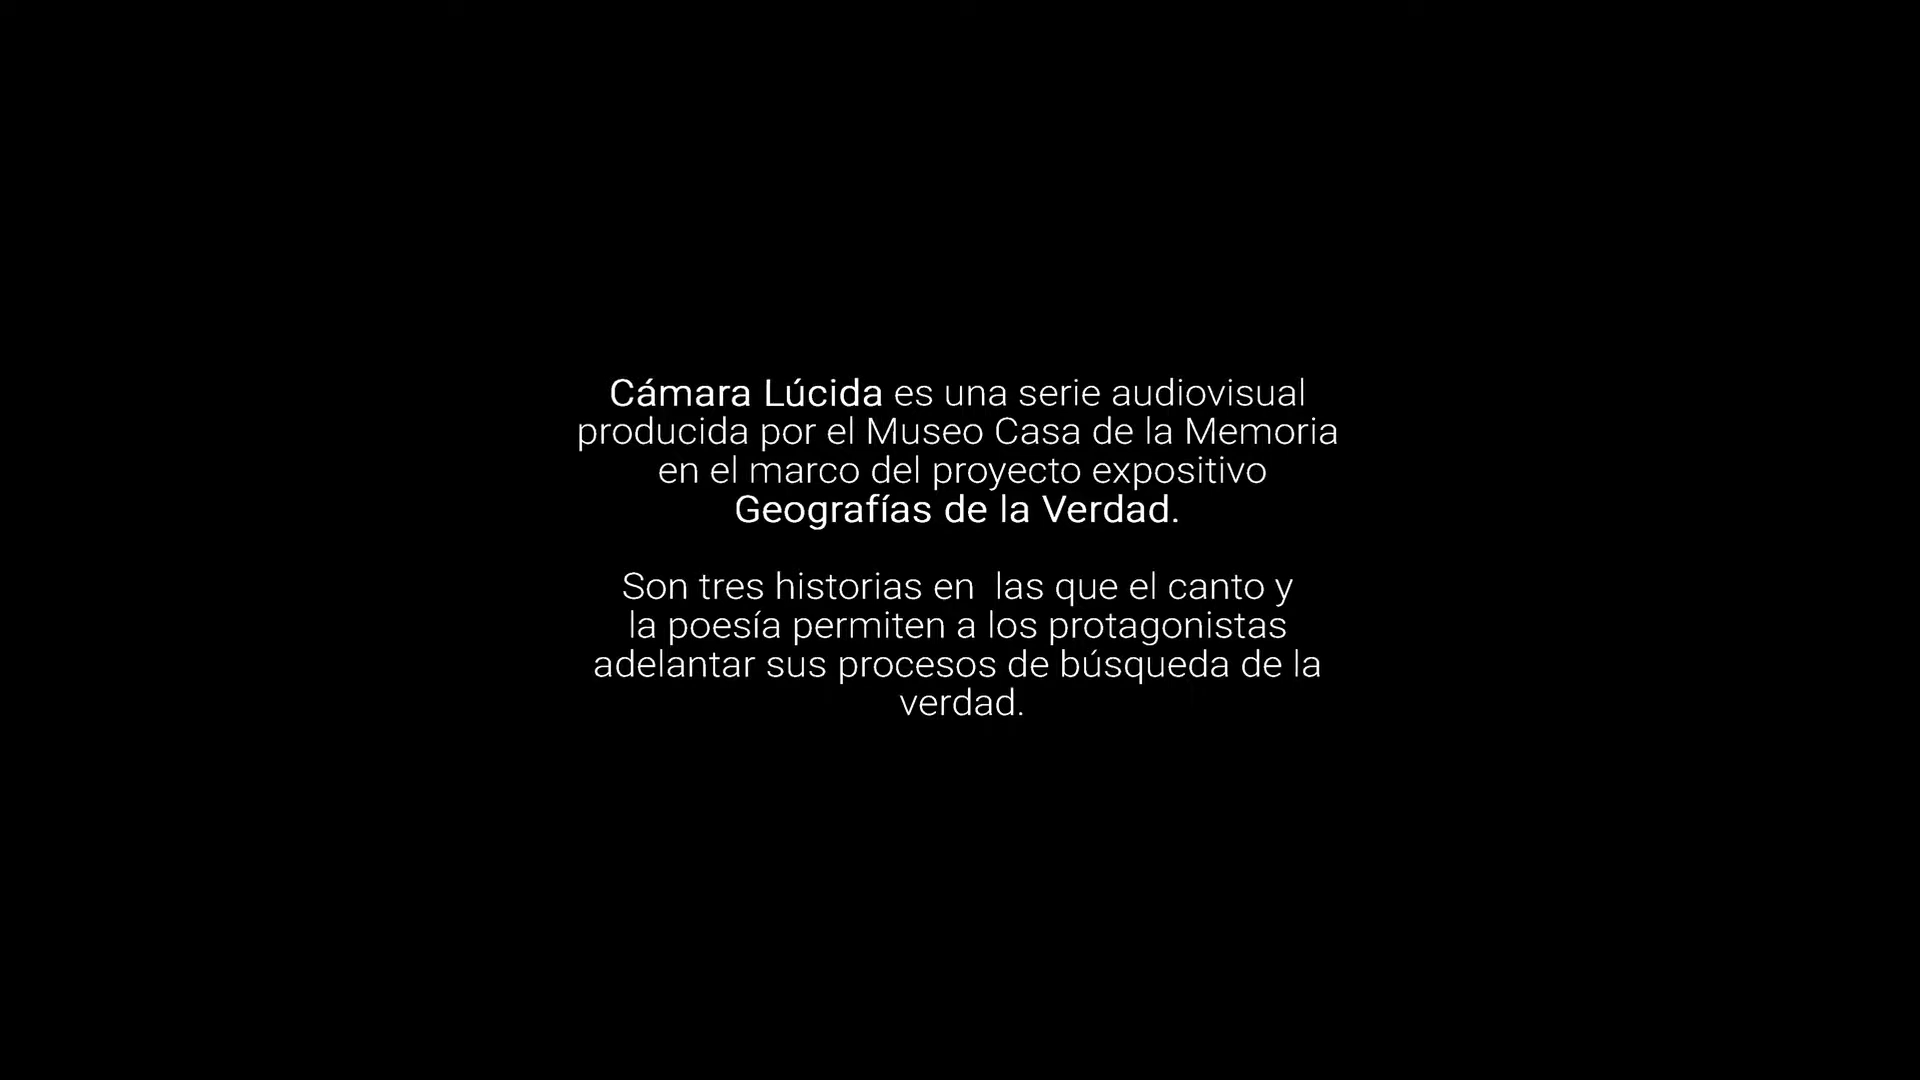 Cámara Lúcida es una serie audiovisual
producida por el Museo Casa de la Memoria
en el marco del proyecto expositivo
Geografías de la Verdad.
Son tres historias en  las que el canto y
la poesía permiten a los protagonistas
adelantar sus procesos de búsqueda de la
verdad.